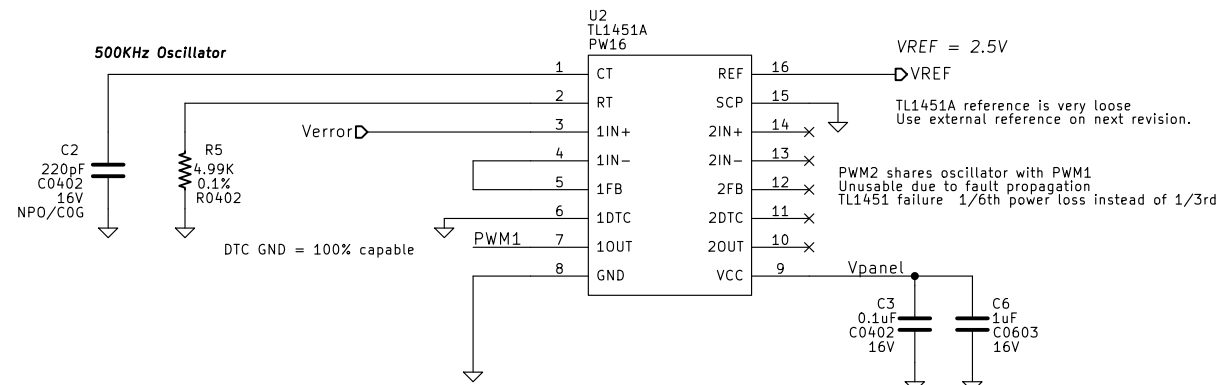 U2
TL1451A
PW16
500KHz Oscillator
VREF = 2.5V
1 CT REF 16 VREF
2 RT SCP 15
TL1451A reference is very loose
Use external reference on next revision.
Verror 3 1IN+ 2IN+ 14
4 1IN- 2IN- 13
5 1FB 2FB 12
6 1DTC 2DTC 11
PWM1 7 1OUT 2OUT 10
8 GND VCC 9 Vpanel
C2
220pF
C0402
16V
NPO/C0G
R5
4.99K
0.1%
R0402
PWM2 shares oscillator with PWM1
Unusable due to fault propagation
TL1451 failure 1/6th power loss instead of 1/3rd
DTC GND = 100% capable
C3
0.1uF
C0402
16V
C6
1uF
C0603
16V